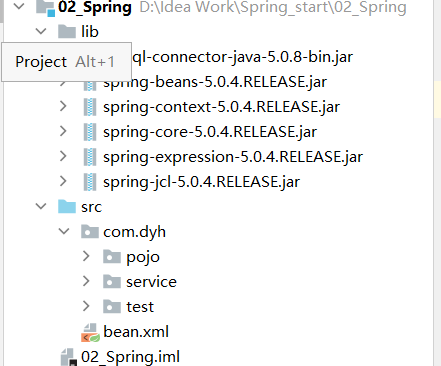 02_Spring D:\Idea Work\Spring_start\02_Spring
lib
Project Alt+1
ql-connector-java-5.0.8-bin.jar
spring-beans-5.0.4.RELEASE.jar
spring-context-5.0.4.RELEASE.jar
spring-core-5.0.4.RELEASE.jar
spring-expression-5.0.4.RELEASE.jar
spring-jcl-5.0.4.RELEASE.jar
src
com.dyh
pojo
service
test
bean.xml
02_Spring.iml